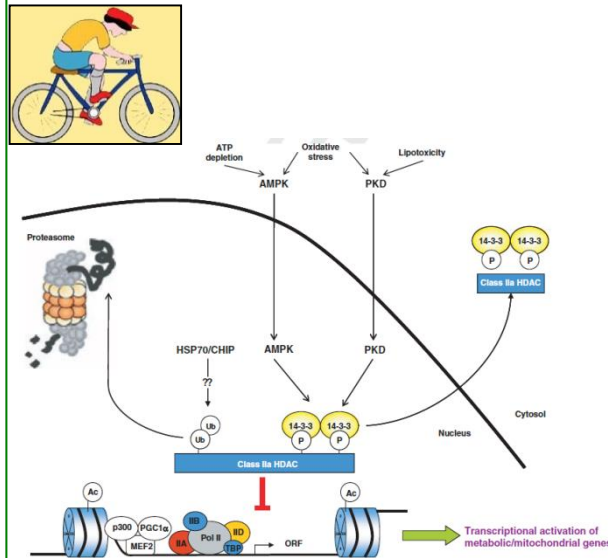 ATP
depletion
Oxidative
stress
Lipotoxicity
AMPK
PKD
Proteasome
14-3-3 14-3-3
P P
Class IIa HDAC
HSP70/CHIP
AMPK
PKD
??
Ub
Ub
14-3-3 14-3-3
P P
Class IIa HDAC
Nucleus
Cytosol
Ac
Ac
p300
PGC1α
MEF2
IIB
IIA
Pol II
IID
TBP
ORF
Transcriptional activation of
metabolic/mitochondrial gene